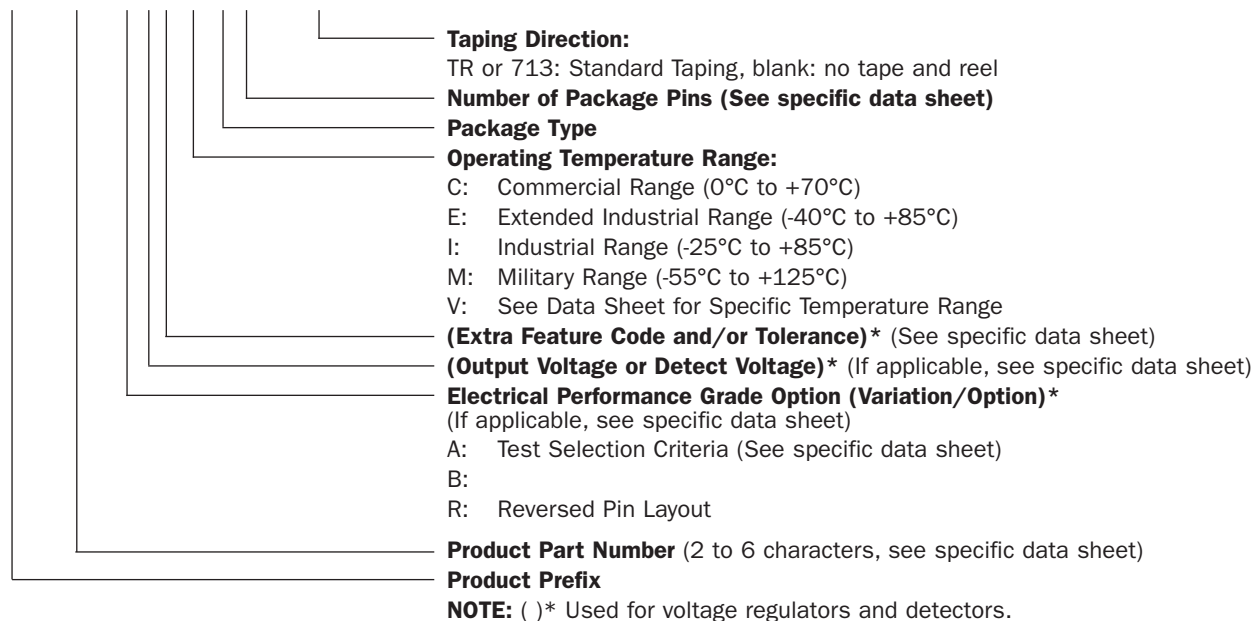 Taping Direction:
TR or 713: Standard Taping, blank: no tape and reel
Number of Package Pins (See specific data sheet)
Package Type
Operating Temperature Range:
C: Commercial Range (0°C to +70°C)
E: Extended Industrial Range (-40°C to +85°C)
I: Industrial Range (-25°C to +85°C)
M: Military Range (-55°C to +125°C)
V: See Data Sheet for Specific Temperature Range
(Extra Feature Code and/or Tolerance)* (See specific data sheet)
(Output Voltage or Detect Voltage)* (If applicable, see specific data sheet)
Electrical Performance Grade Option (Variation/Option)*
(If applicable, see specific data sheet)
A: Test Selection Criteria (See specific data sheet)
B:
R: Reversed Pin Layout
Product Part Number (2 to 6 characters, see specific data sheet)
Product Prefix
NOTE: ( )* Used for voltage regulators and detectors.